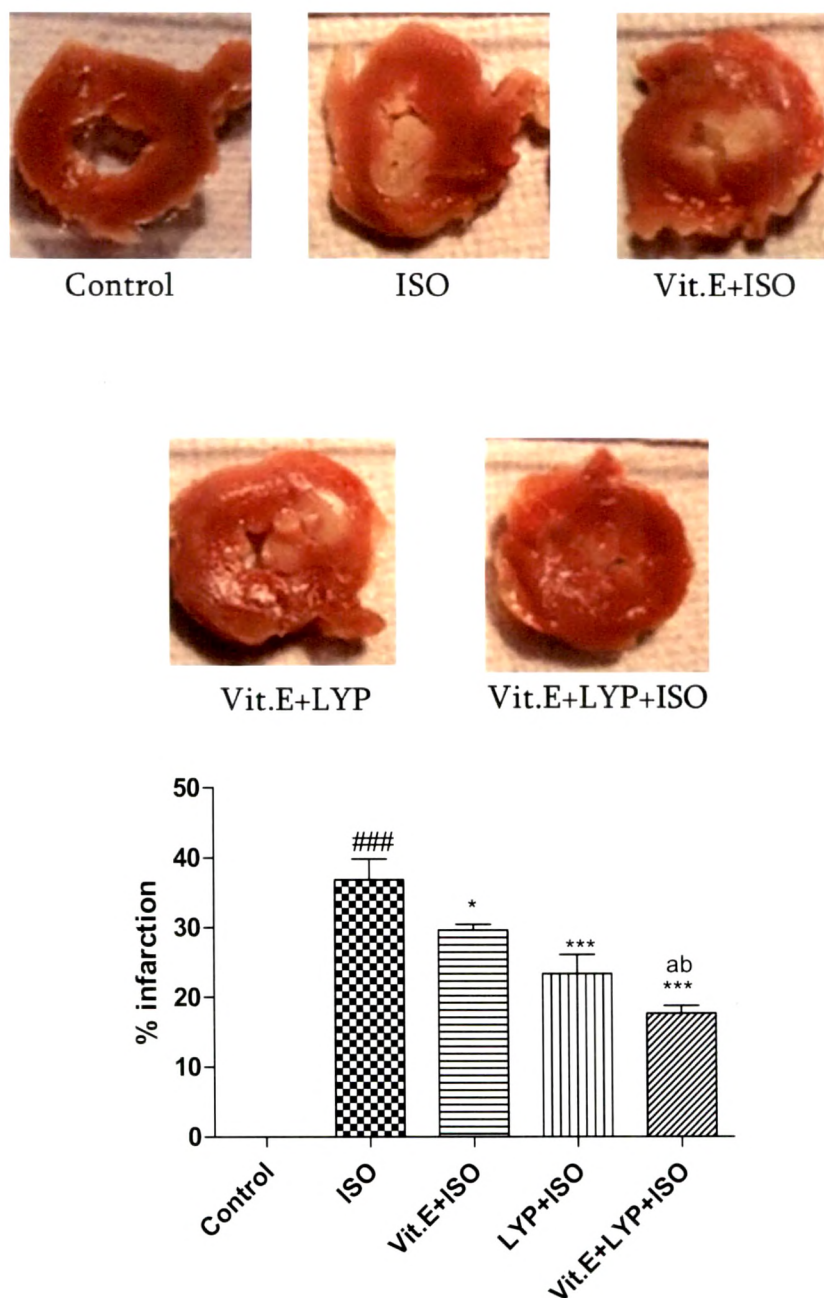 Control
ISO
Vit.E+ISO
Vit.E+LYP
Vit.E+LYP+ISO
50
40
30
20
10
0
% infarction
###
*
***
ab
***
Control
ISO
Vit.E+ISO
LYP+ISO
Vit.E+LYP+ISO